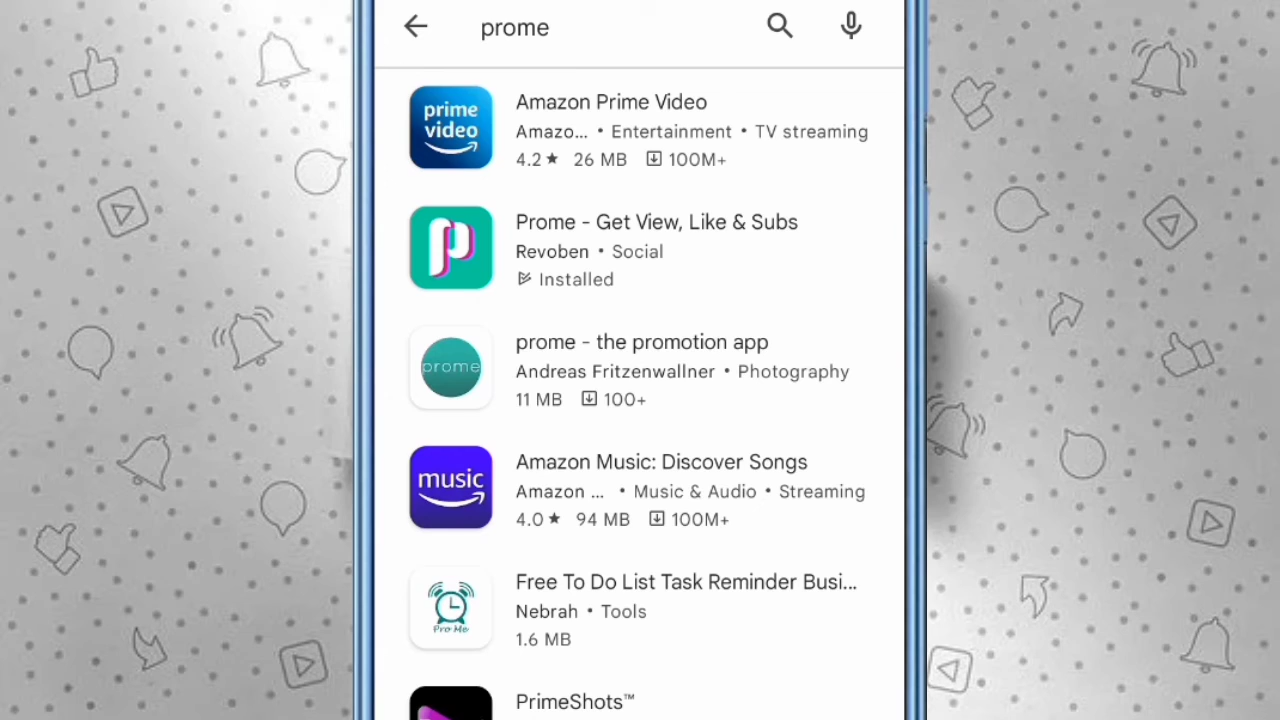 prome
prime
video
Amazon Prime Video
Amazo... • Entertainment • TV streaming
4.2 ★ 26 MB 100M+
Prome - Get View, Like & Subs
Revoben • Social
Installed
prome
prome - the promotion app
Andreas Fritzenwallner • Photography
11 MB 100+
music
Amazon Music: Discover Songs
Amazon ... • Music & Audio • Streaming
4.0 ★ 94 MB 100M+
Pro Me
Free To Do List Task Reminder Busi...
Nebrah • Tools
1.6 MB
PrimeShots™